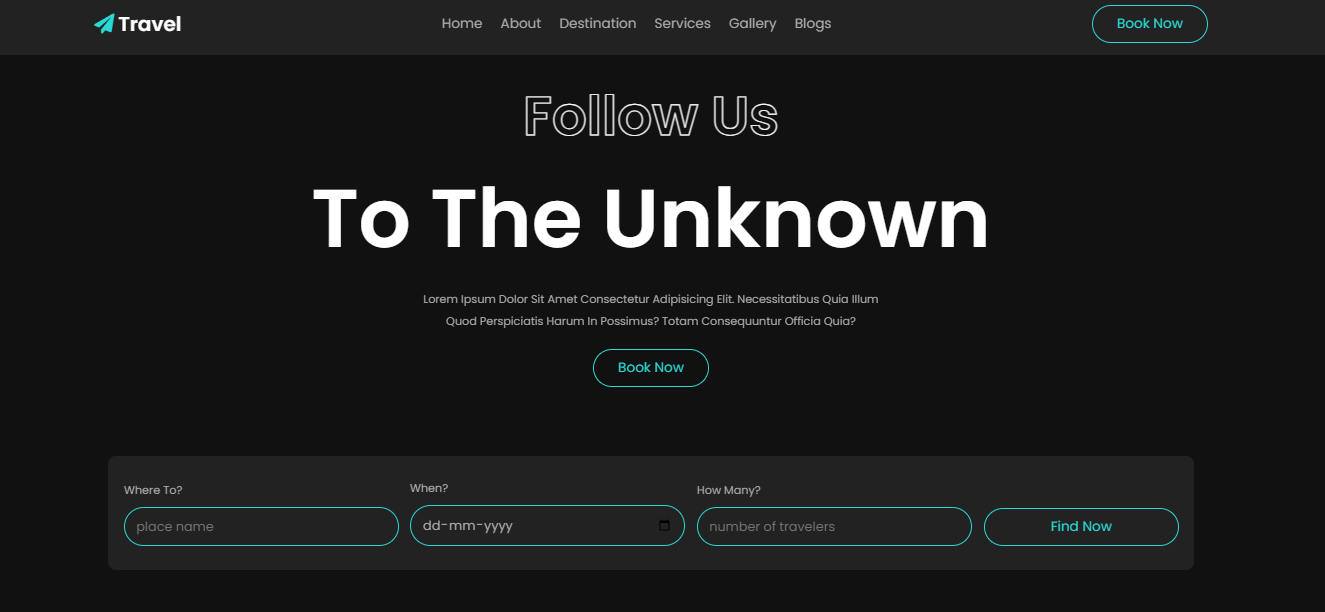 Travel
Home About Destination Services Gallery Blogs
Book Now
Follow Us
To The Unknown
Lorem Ipsum Dolor Sit Amet Consectetur Adipisicing Elit. Necessitatibus Quia Illum
Quod Perspiciatis Harum In Possimus? Totam Consequuntur Officia Quia?
Book Now
Where To?
place name
When?
dd-mm-yyyy
How Many?
number of travelers
Find Now